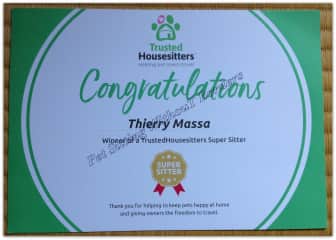 Trusted
Housesitters™
Congratulations
Thierry Massa
Winner of a TrustedHousesitters Super Sitter
SUPER
SITTER
Thank you for helping to keep pets happy at home
and giving owners the freedom to travel.